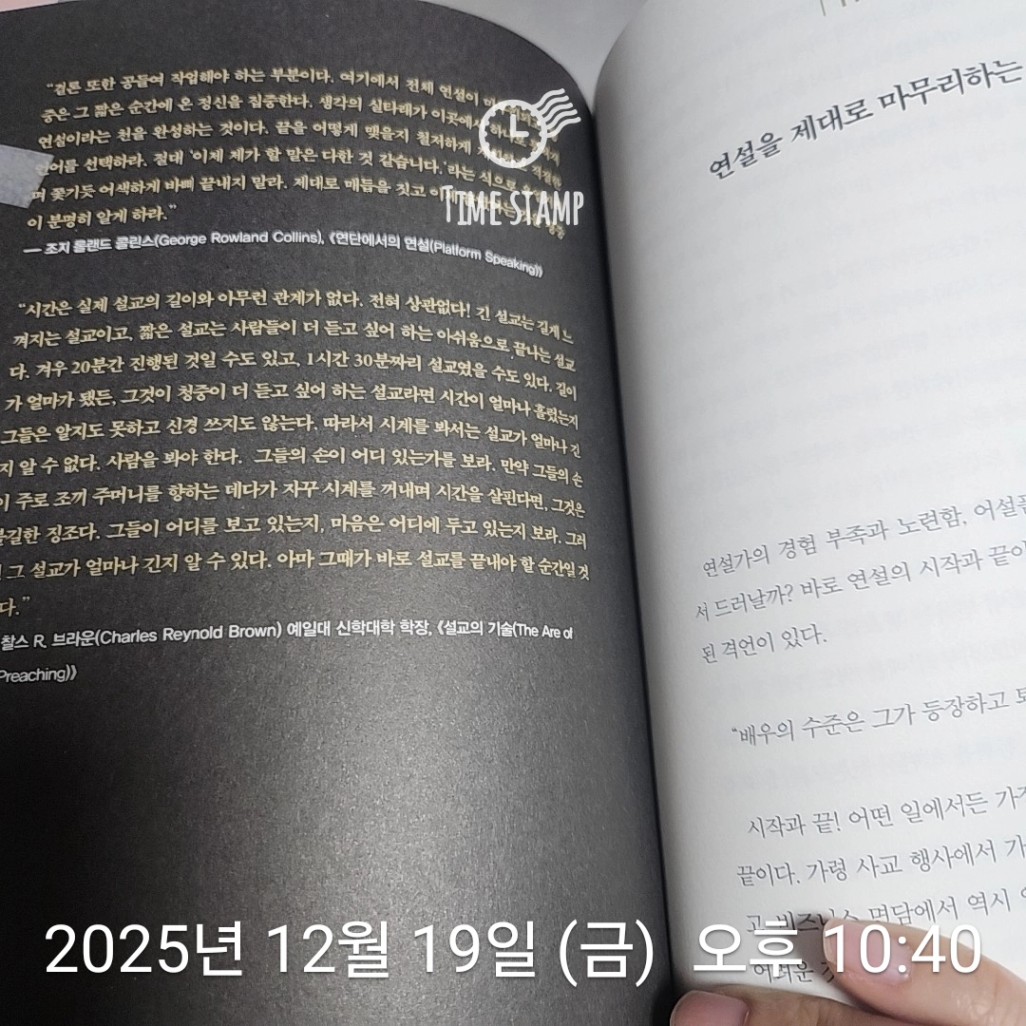 "결론 또한 공들여 작업해야 하는 부분이다. 여기에서 전체 연설이
중은 그 짧은 순간에 온 정신을 집중한다. 생각의 실타래가 이곳에서
연설이라는 천을 완성하는 것이다. 끝을 어떻게 맺을지 철저하게
언어를 선택하라. 절대 '이제 제가 할 말은 다한 것 같습니다.'라는 식으로
며 쫓기듯 어색하게 바삐 끝내지 말라. 제대로 매듭을 짓고
이 분명히 알게 하라."
— 조지 롤랜드 콜린스(George Rowland Collins), 《연단에서의 연설(Platform Speaking)》
"시간은 실제 설교의 길이와 아무런 관계가 없다. 전혀 상관없다! 긴 설교는 길게 느
껴지는 설교이고, 짧은 설교는 사람들이 더 듣고 싶어 하는 아쉬움으로 끝나는 설교
다. 겨우 20분간 진행된 것일 수도 있고, 1시간 30분짜리 설교였을 수도 있다. 길이
가 얼마가 됐든, 그것이 청중이 더 듣고 싶어 하는 설교라면 시간이 얼마나 흘렀는지
그들은 알지도 못하고 신경 쓰지도 않는다. 따라서 시계를 봐서는 설교가 얼마나 긴
지 알 수 없다. 사람을 봐야 한다. 그들의 손이 어디 있는가를 보라. 만약 그들의 손
이 주로 조끼 주머니를 향하는 데다가 자꾸 시계를 꺼내며 시간을 살핀다면, 그것은
불길한 징조다. 그들이 어디를 보고 있는지, 마음은 어디에 두고 있는지 보라. 그러
그 설교가 얼마나 긴지 알 수 있다. 아마 그때가 바로 설교를 끝내야 할 순간일 것
다."
찰스 R. 브라운(Charles Reynold Brown) 예일대 신학대학 학장, 《설교의 기술(The Are of
Preaching)》
TIME STAMP
연설을 제대로 마무리하는
연설가의 경험 부족과 노련함, 어설픔
서 드러날까? 바로 연설의 시작과 끝이
된 격언이 있다.
"배우의 수준은 그가 등장하고
시작과 끝! 어떤 일에서든
끝이다. 가령 사교 행사에서
고 비즈니스 면담에서 역시
어려운
2025년 12월 19일 (금) 오후 10:40